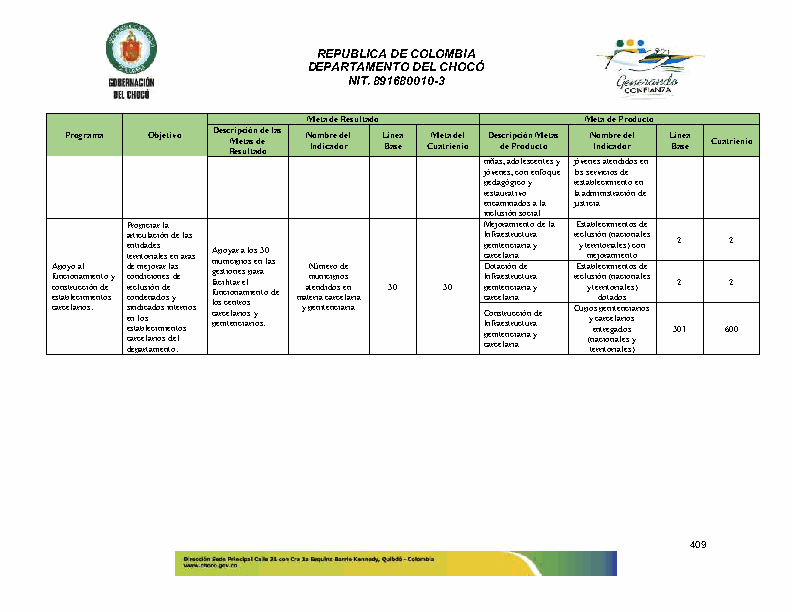 GOBERNACIÓN
DEL CHOCÓ
REPUBLICA DE COLOMBIA
DEPARTAMENTO DEL CHOCÓ
NIT. 891680010-3
Generando
CONFIANZA
Programa
Objetivo
Meta de Resultado
Meta de Producto
Descripción de las
Metas de
Resultado
Nombre del
Indicador
Línea
Base
Meta del
Cuatrienio
Descripción Metas
de Producto
Nombre del
Indicador
Línea
Base
Cuatrienio
niñas, adolescentes y
jóvenes, con enfoque
pedagógico y
restaurativo
encaminados a la
inclusión social
jóvenes atendidos en
los servicios de
restablecimiento en
la administración de
justicia
Apoyo al
funcionamiento y
construcción de
establecimientos
carcelarios.
Propiciar la
articulación de las
entidades
territoriales en aras
de mejorar las
condiciones de
reclusión de
condenados y
sindicados internos
en los
establecimientos
carcelarios del
departamento.
Apoyar a los 30
municipios en las
gestiones para
facilitar el
funcionamiento de
los centros
carcelarios y
penitenciarios.
Número de
municipios
atendidos en
materia carcelaria
y penitenciaria
30
30
Mejoramiento de la
Infraestructura
penitenciaria y
carcelaria
Establecimientos de
reclusión (nacionales
y territoriales) con
mejoramiento
2
2
Dotación de
Infraestructura
penitenciaria y
carcelaria
Establecimientos de
reclusión (nacionales
y territoriales)
dotados
2
2
Construcción de
Infraestructura
penitenciaria y
carcelaria
Cupos penitenciarios
y carcelarios
entregados
(nacionales y
territoriales)
301
600
409
Dirección Sede Principal Calle 31 con Cra 3a Esquina Barrio Kennedy, Quibdó - Colombia
www.choco.gov.co